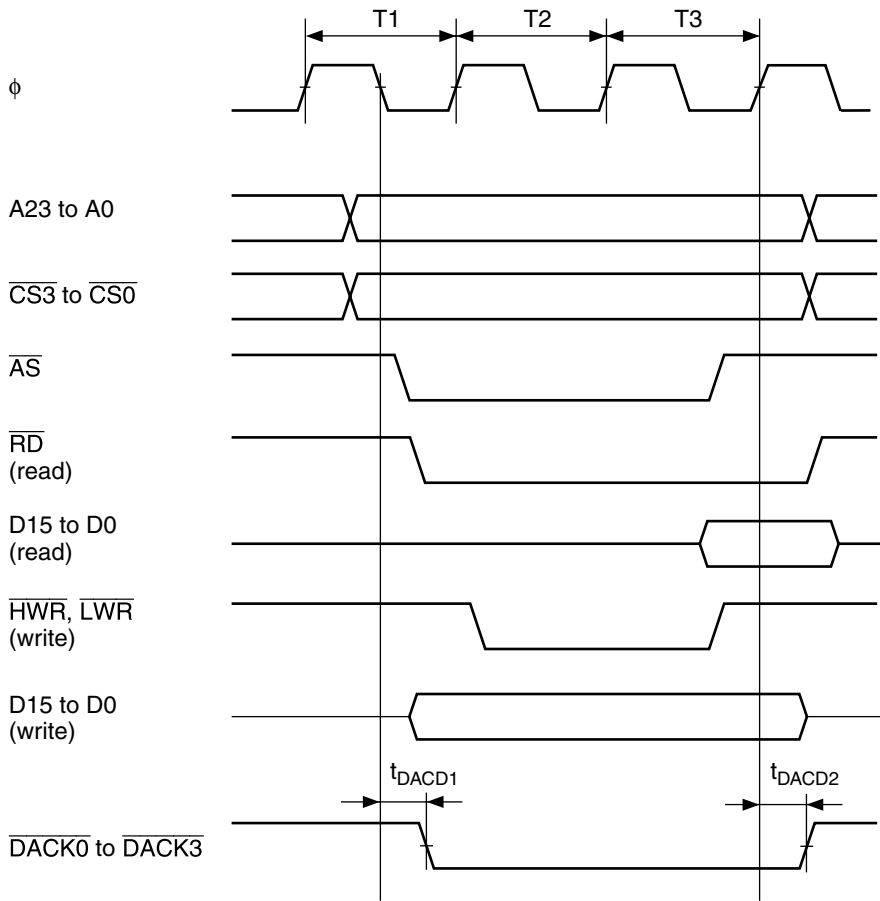 T1 T2 T3
ϕ
A23 to A0
CS3 to CS0
AS
RD
(read)
D15 to D0
(read)
HWR, LWR
(write)
D15 to D0
(write)
tDACD1 tDACD2
DACK0 to DACK3